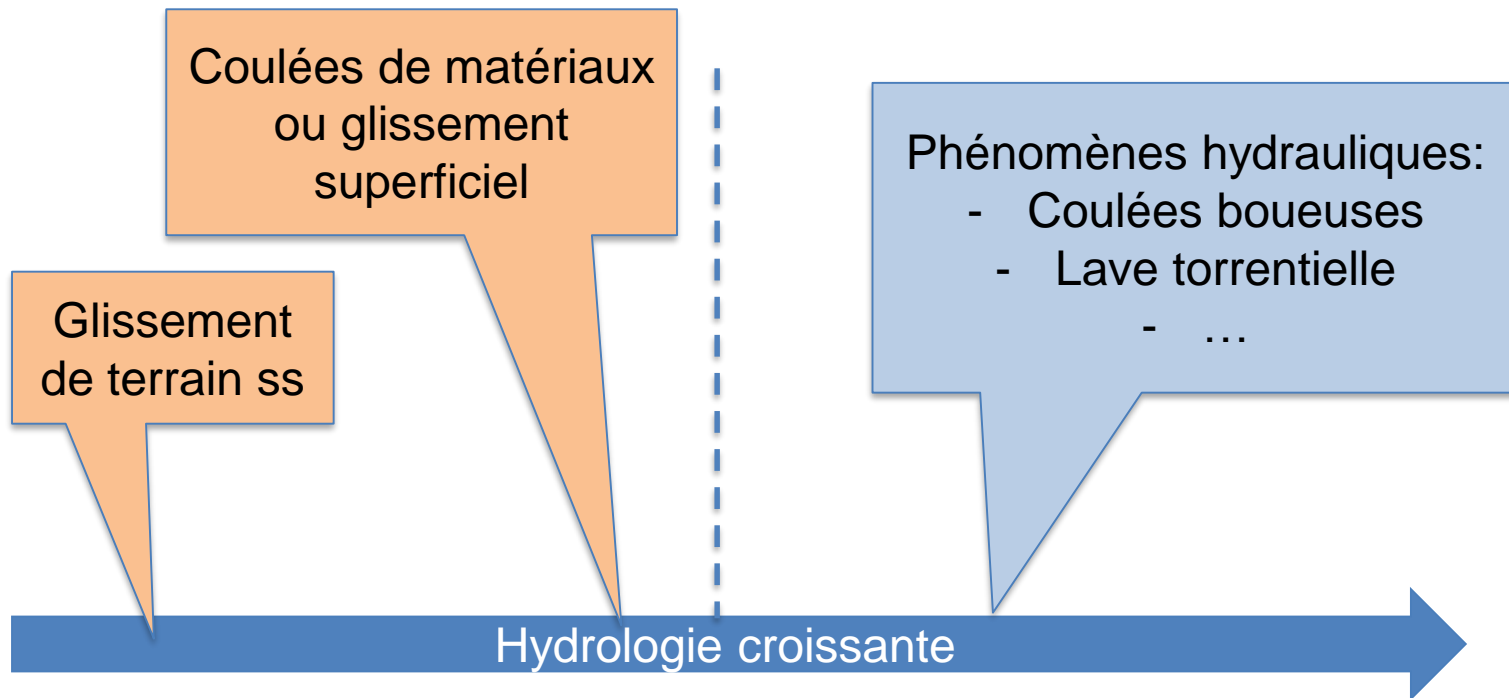 Coulées de matériaux
ou glissement
superficiel
Phénomènes hydrauliques:
- Coulées boueuses
- Lave torrentielle
- …
Glissement
de terrain ss
Hydrologie croissante